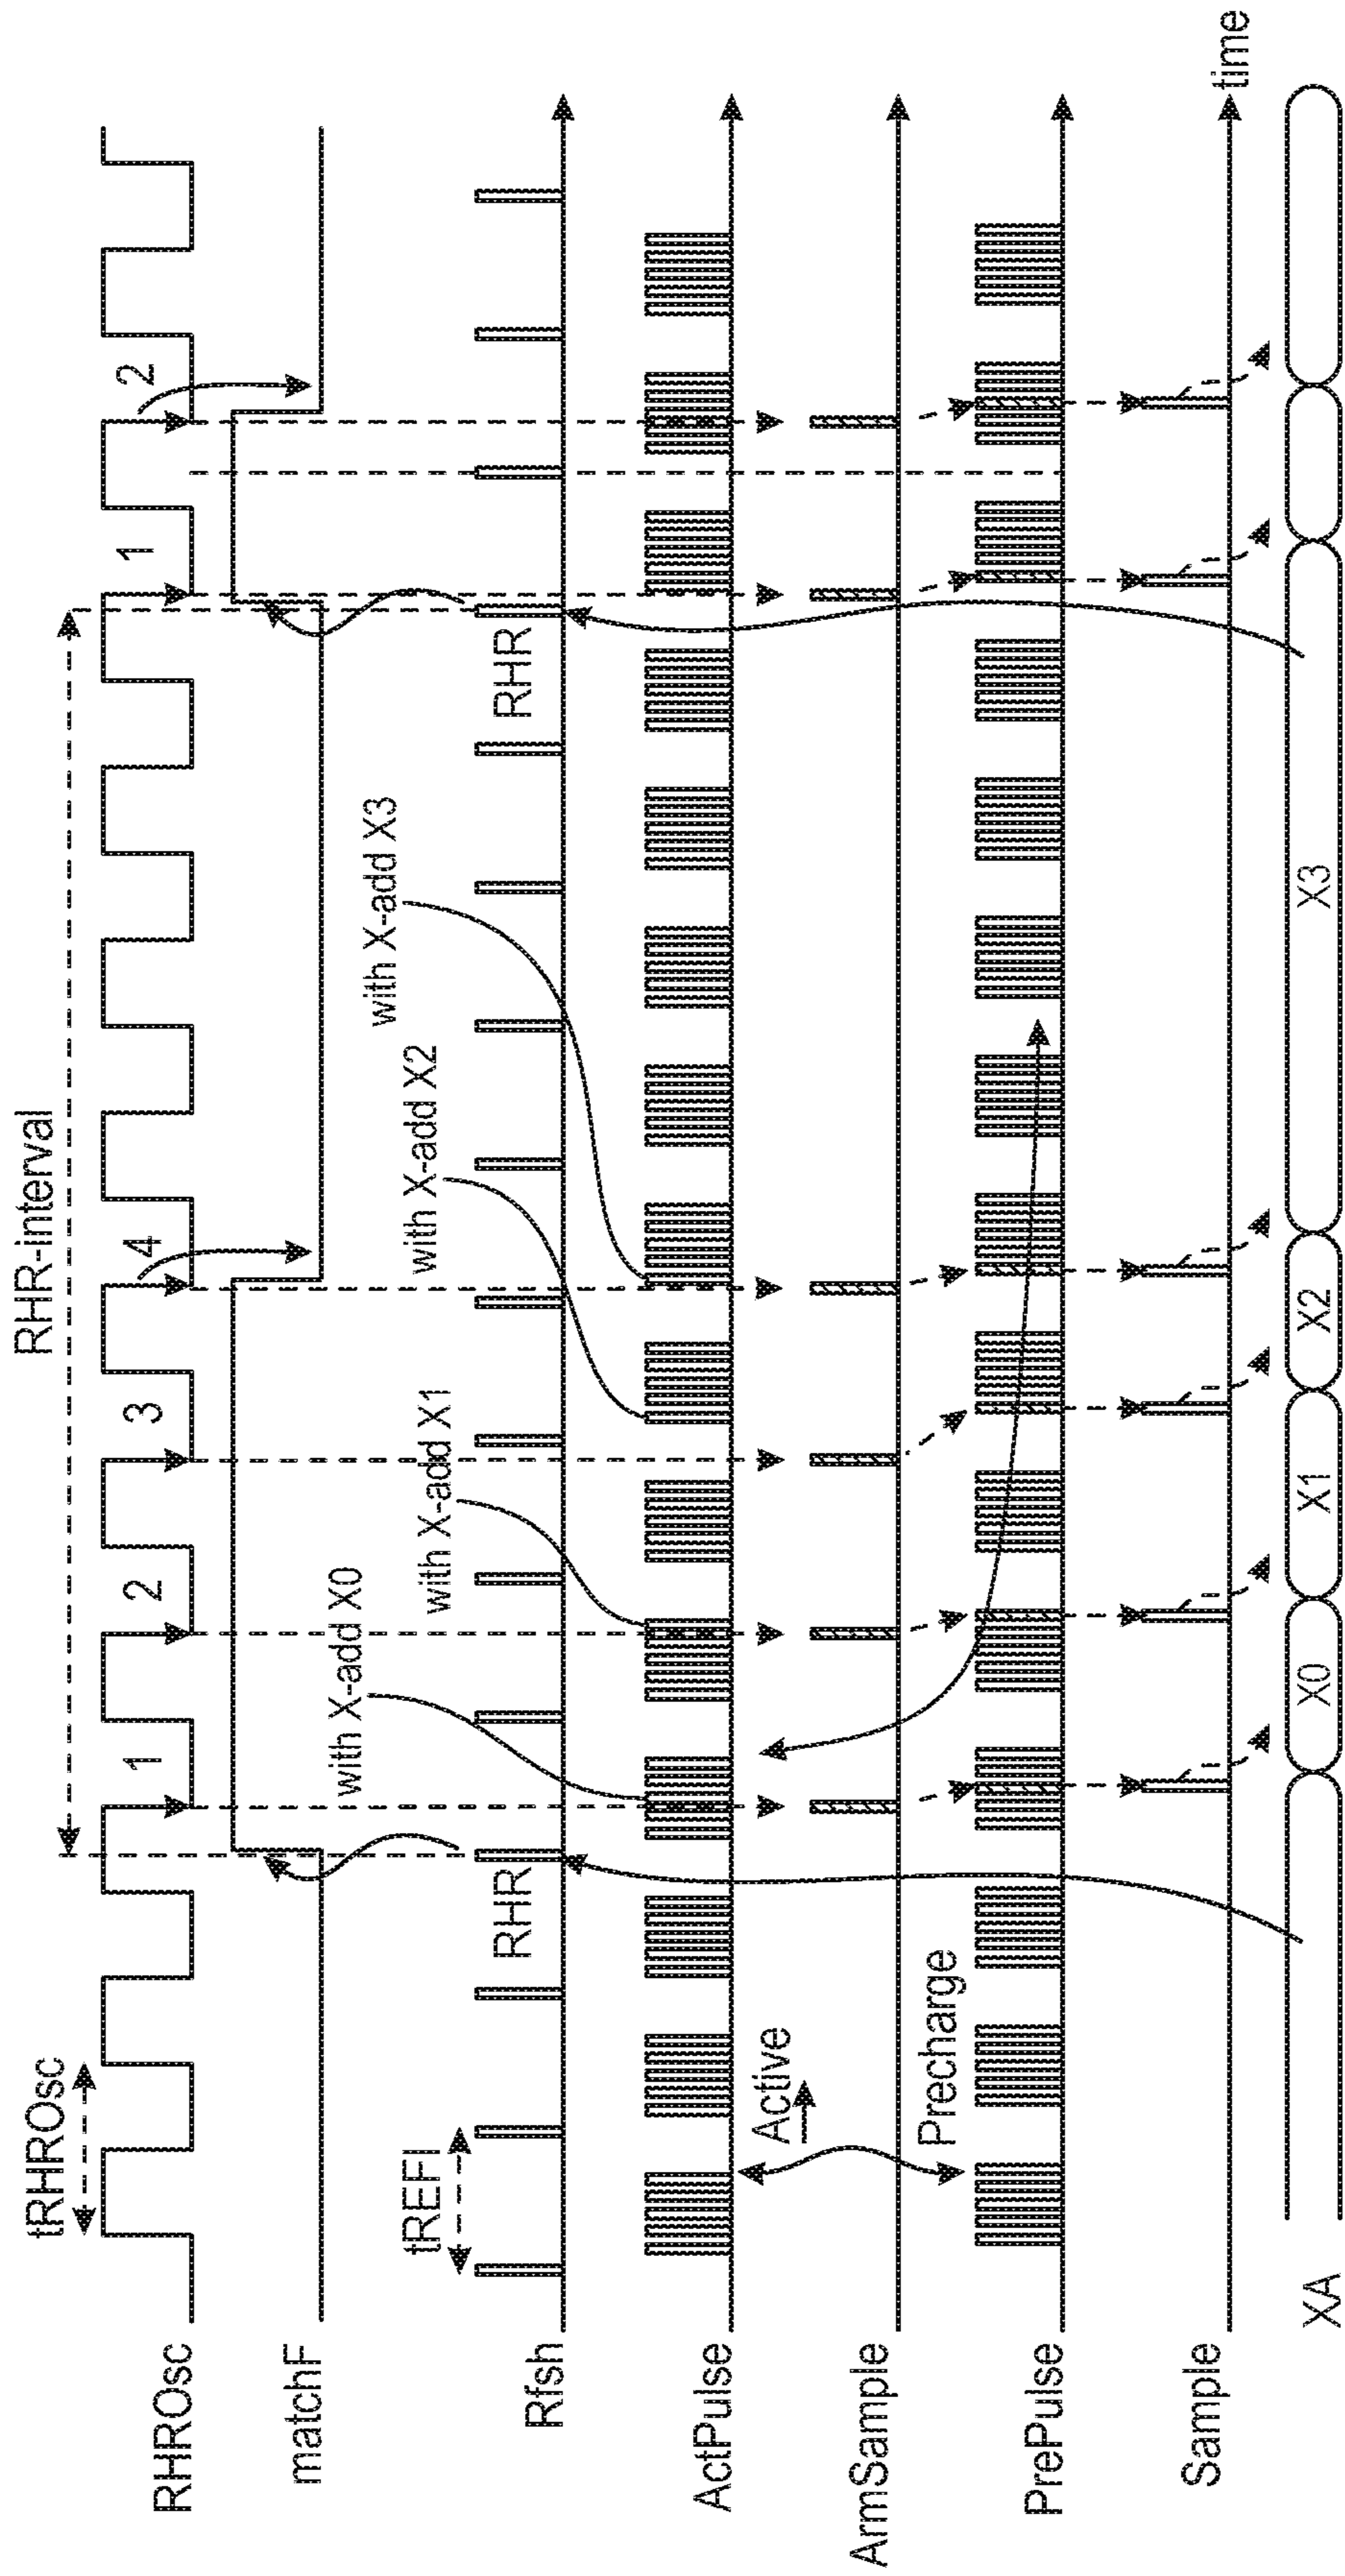 RHR-interval
tRHROsc
RHROsc
1
2
3
4
1
2
matchF
with X-add X0
with X-add X1
with X-add X2
with X-add X3
tREFI
RHR
RHR
Rfsh
ActPulse
Active
ArmSample
Precharge
PrePulse
Sample
time
XA
X0
X1
X2
X3